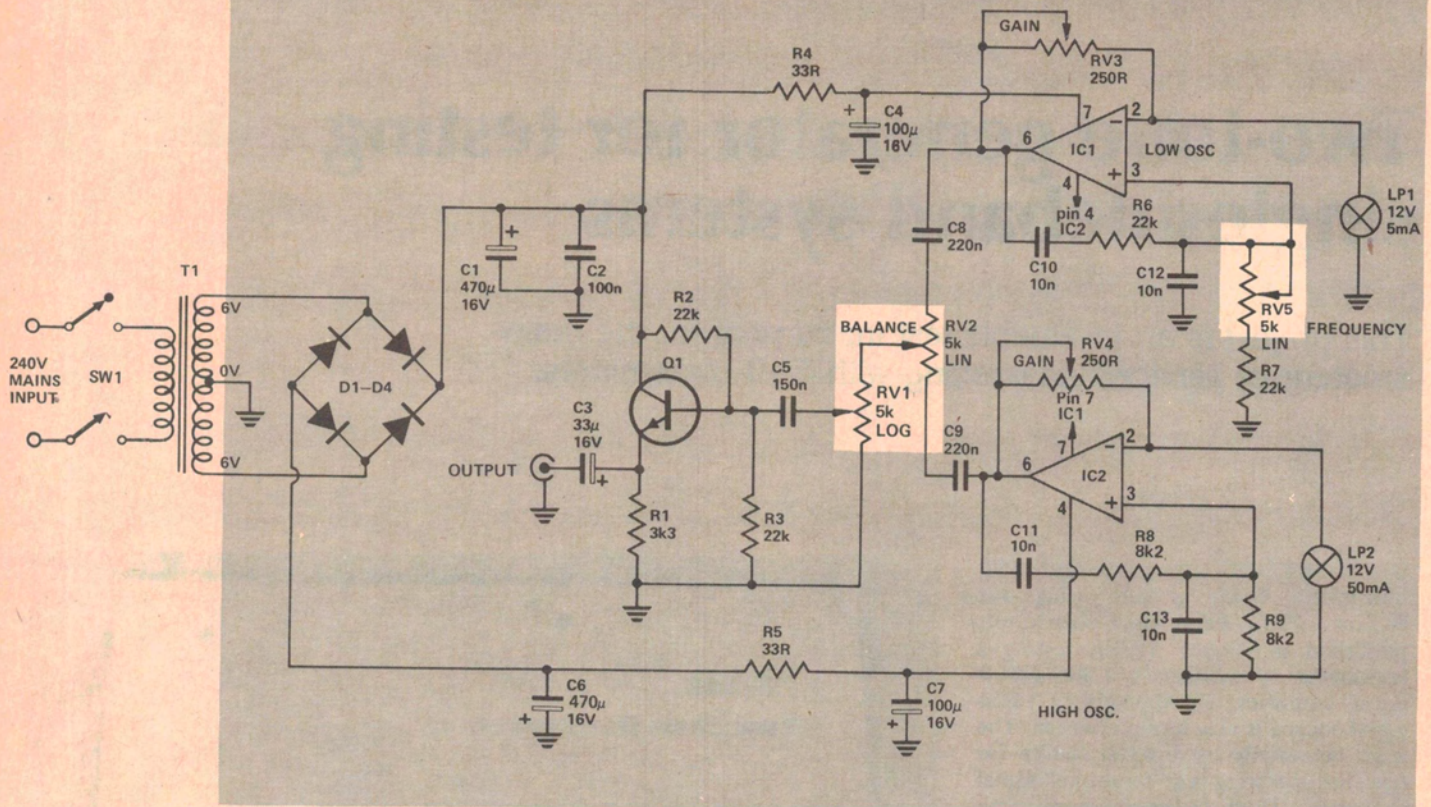 GAIN
RV3
250R
R4
33R
C4
100μ
16V
+
7
2
−
6
IC1
LOW OSC
+
3
4
pin 4
IC2
R6
22k
LP1
12V
5mA
C8
220n
C10
10n
C12
10n
RV5
5k
LIN
FREQUENCY
R7
22k
T1
6V
0V
6V
240V
MAINS
INPUT.
SW1
D1–D4
+
C1
470μ
16V
C2
100n
R2
22k
Q1
C5
150n
BALANCE
RV2
5k
LIN
RV1
5k
LOG
C3
33μ
16V
+
OUTPUT
R1
3k3
R3
22k
C9
220n
GAIN
RV4
250R
Pin 7
IC1
7
2
−
6
IC2
+
3
4
C11
10n
R8
8k2
LP2
12V
50mA
C13
10n
R9
8k2
R5
33R
C6
470μ
16V
+
C7
100μ
16V
+
HIGH OSC.